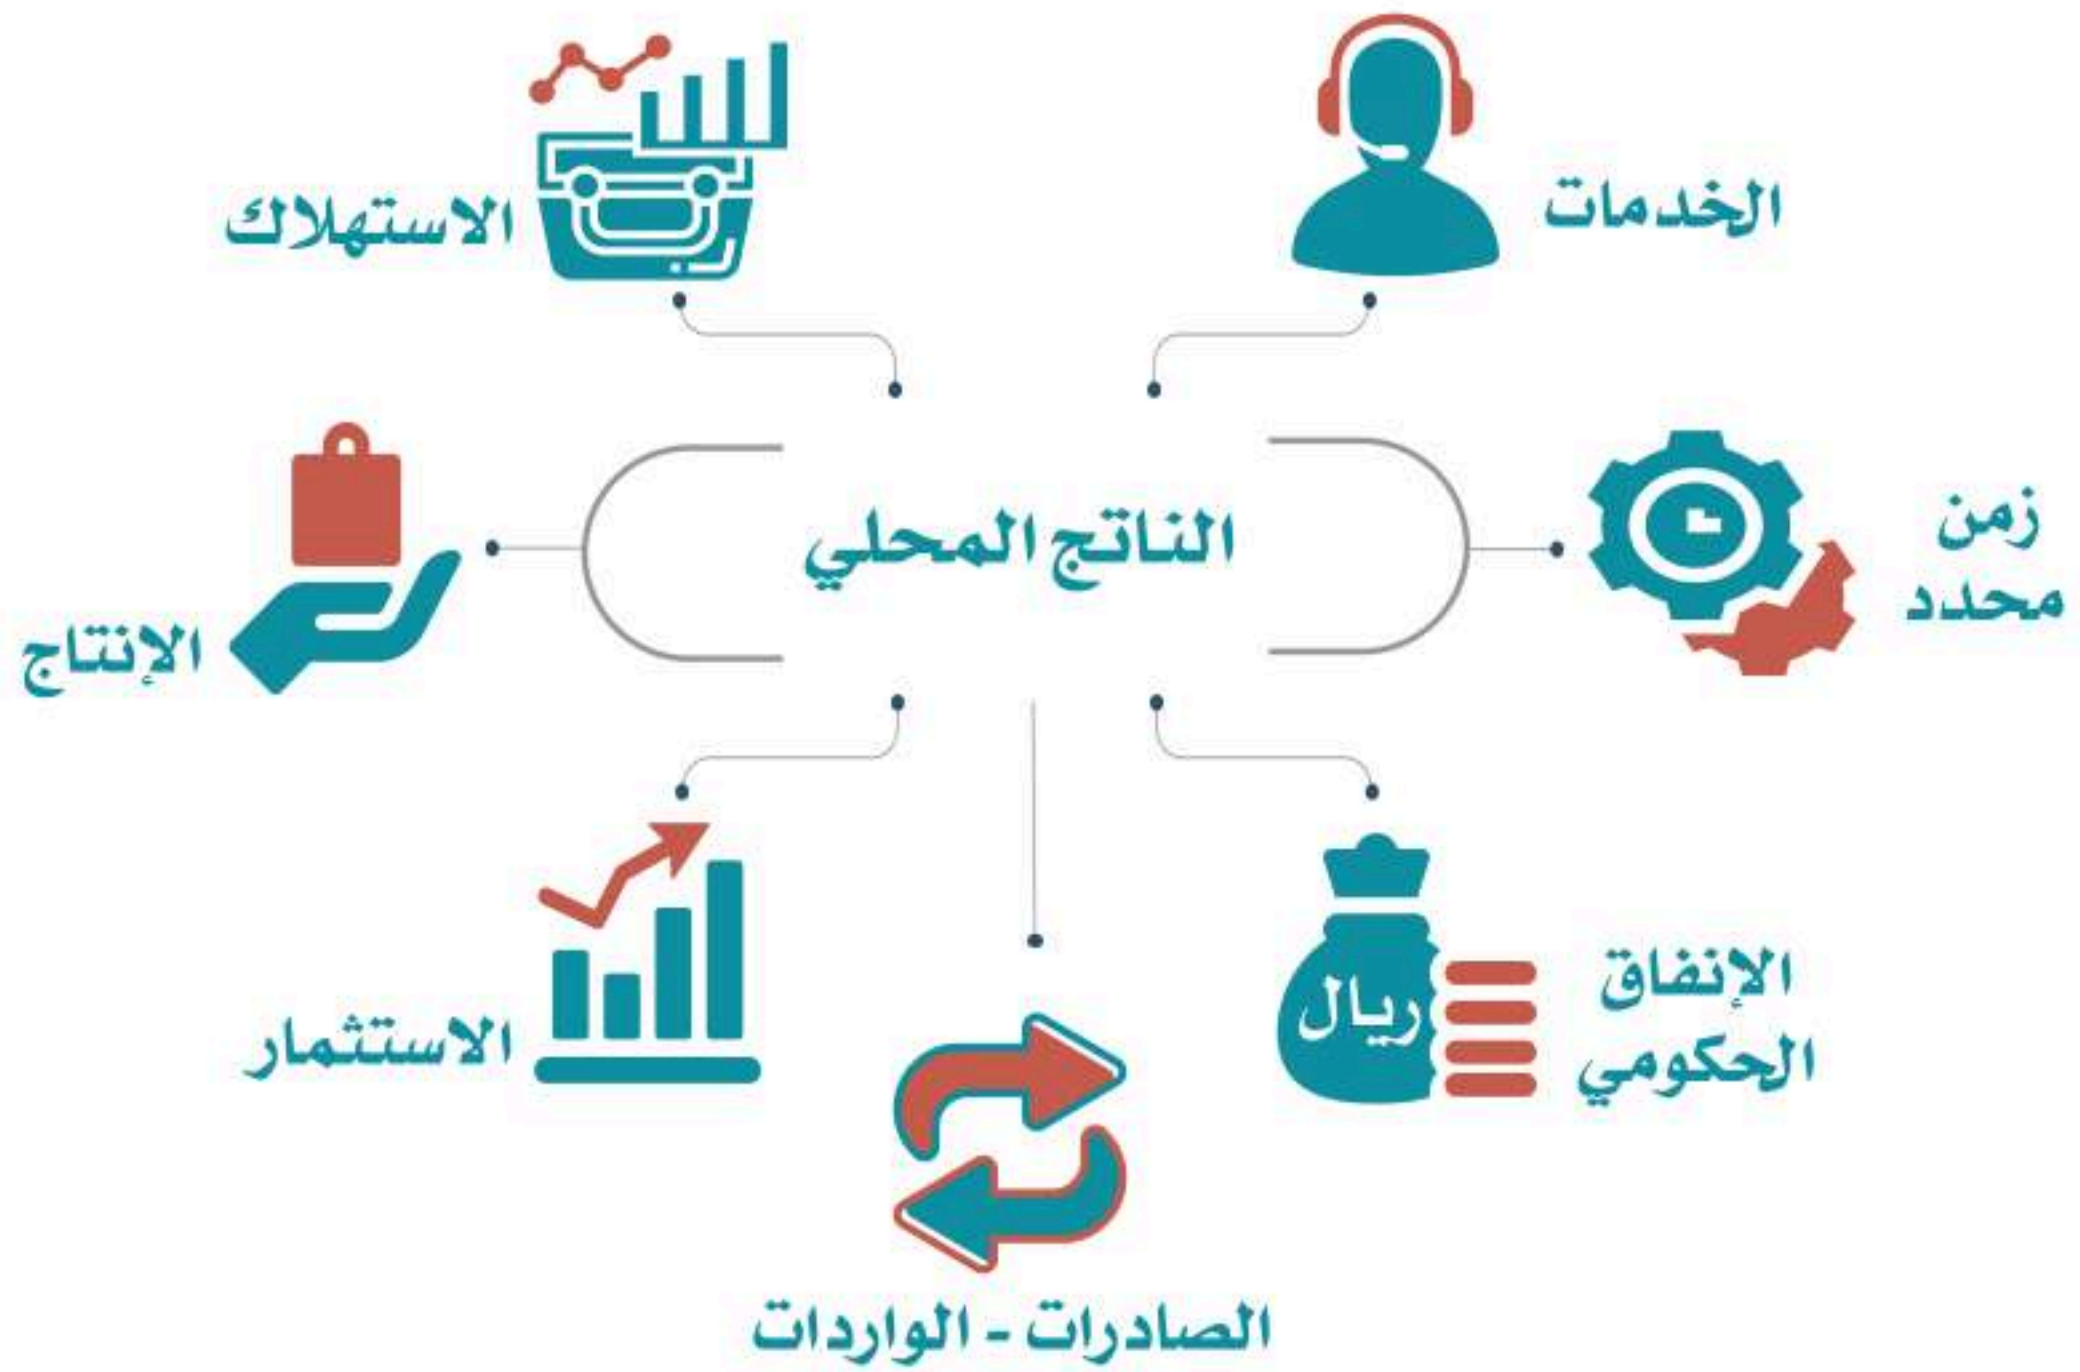 الخدمات
الاستهلاك
زمن
محدد
الناتج المحلي
الإنتاج
الإنفاق
الحكومي
ريال
الاستثمار
الصادرات - الواردات